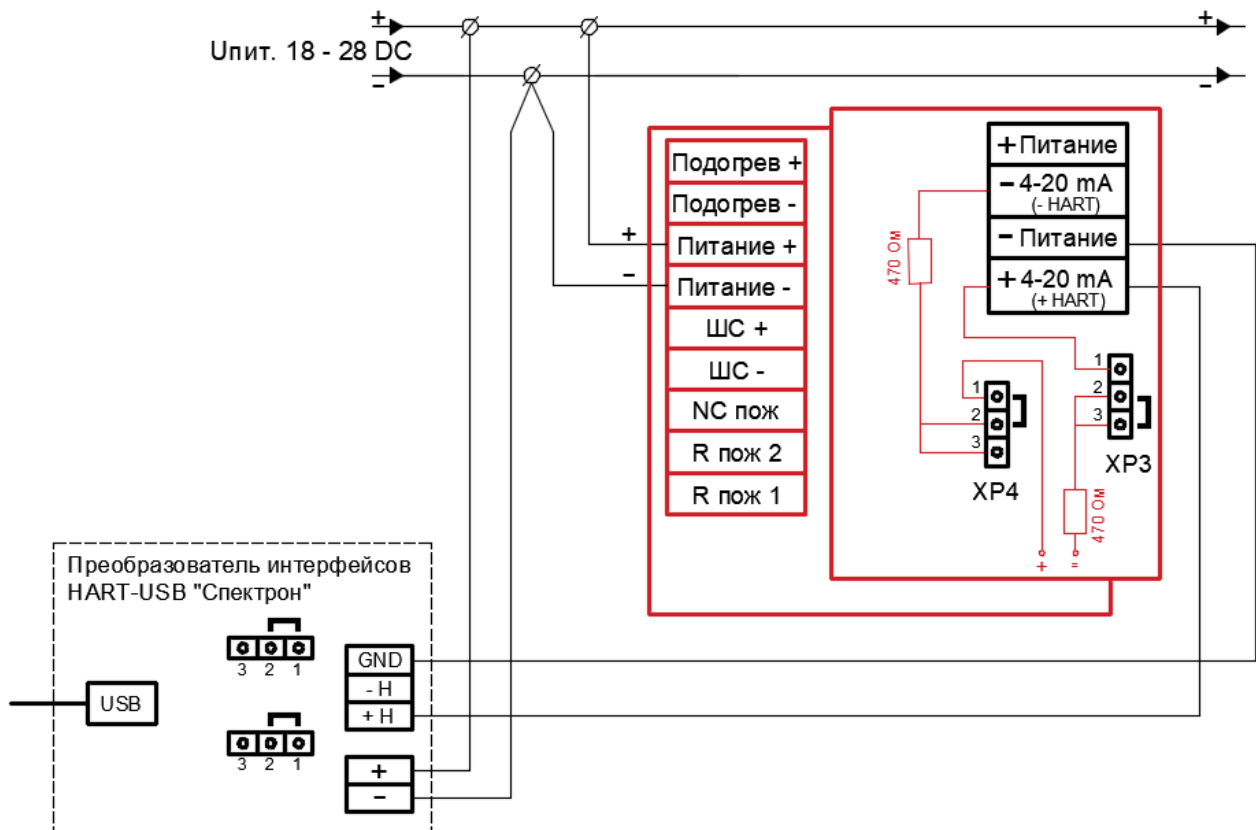 + +
Uпит. 18 - 28 DC
− −
Подогрев +
Подогрев -
+ Питание +
− Питание -
ШС +
ШС -
NC пож
R пож 2
R пож 1
+ Питание
− 4-20 mA
(- HART)
− Питание
+ 4-20 mA
(+ HART)
470 Ом
1
2
3
XP3
1
2
3
XP4
470 Ом
+ =
Преобразователь интерфейсов
HART-USB "Спектрон"
3 2 1
GND
- H
+ H
USB
3 2 1
+
−